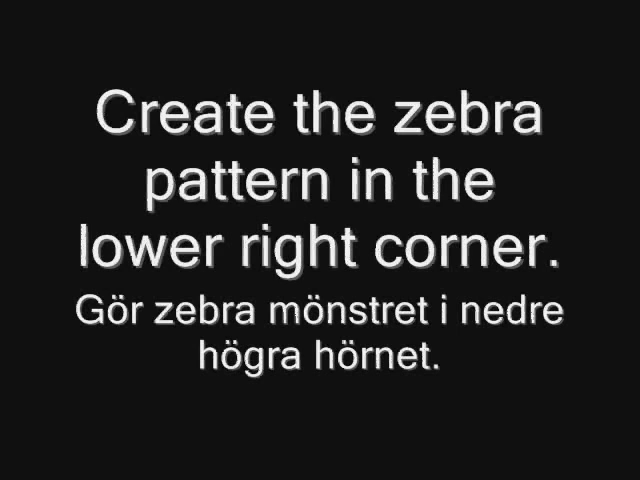 Create the zebra
pattern in the
lower right corner.
Gör zebra mönstret i nedre
högra hörnet.